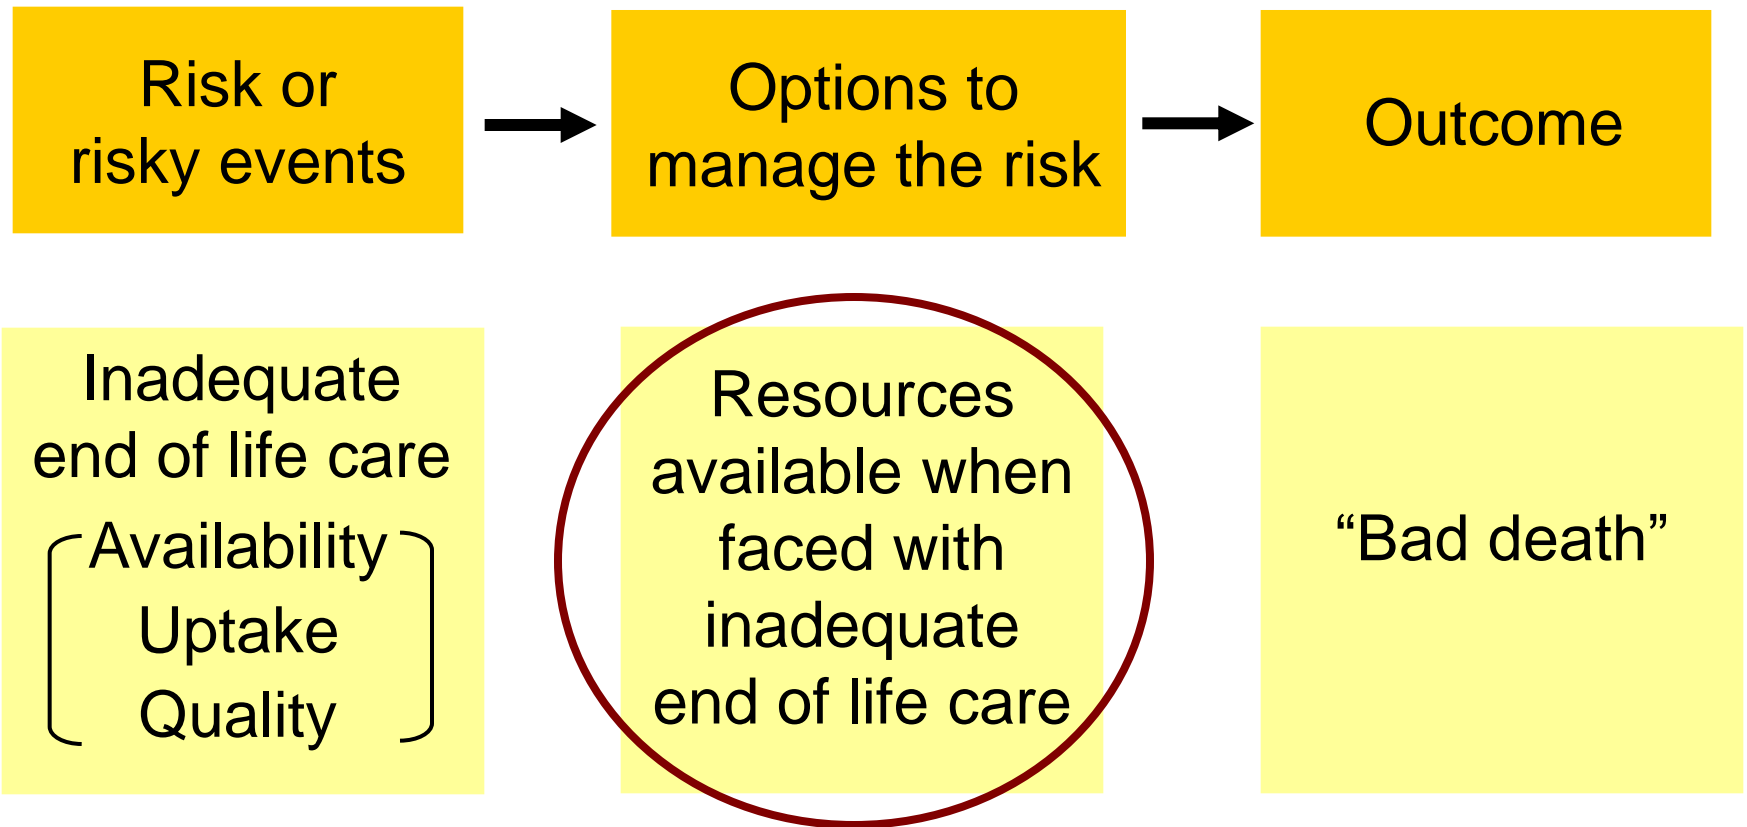 Risk or
risky events
Options to
manage the risk
Outcome
Inadequate
end of life care
Availability
Uptake
Quality
Resources
available when
faced with
inadequate
end of life care
“Bad death”